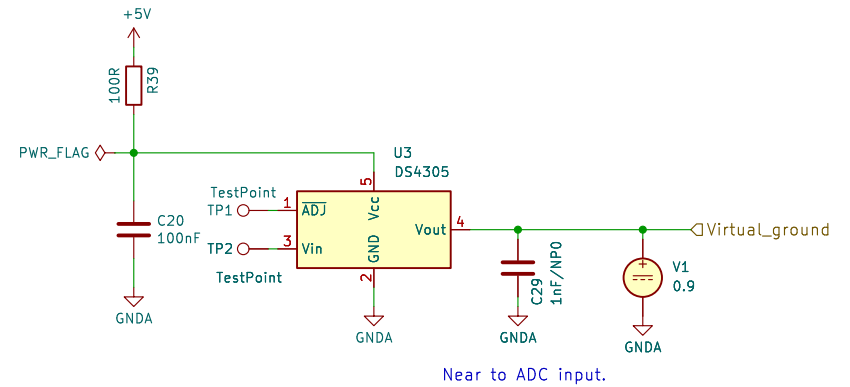 +5V
100R
R39
PWR_FLAG
U3
DS4305
TestPoint
TP1
1
ADJ
5
Vcc
C20
100nF
TP2
3
Vin
GND
2
Vout
4
Virtual_ground
TestPoint
C29
1nF/NP0
+
V1
0.9
GNDA
GNDA
GNDA
GNDA
Near to ADC input.